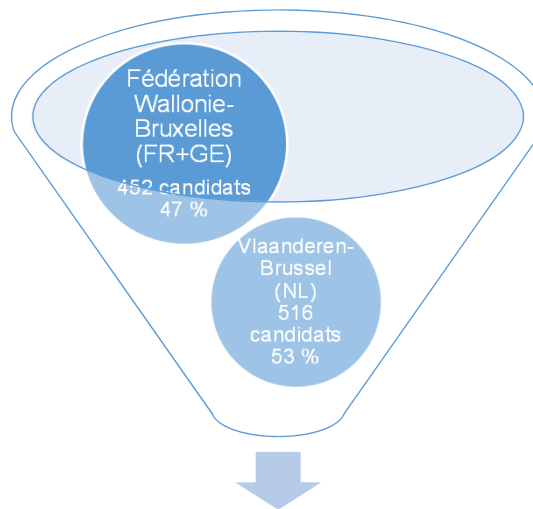 Fédération
Wallonie-
Bruxelles
(FR+GE)
452 candidats
47 %
Vlaanderen-
Brussel
(NL)
516
candidats
53 %